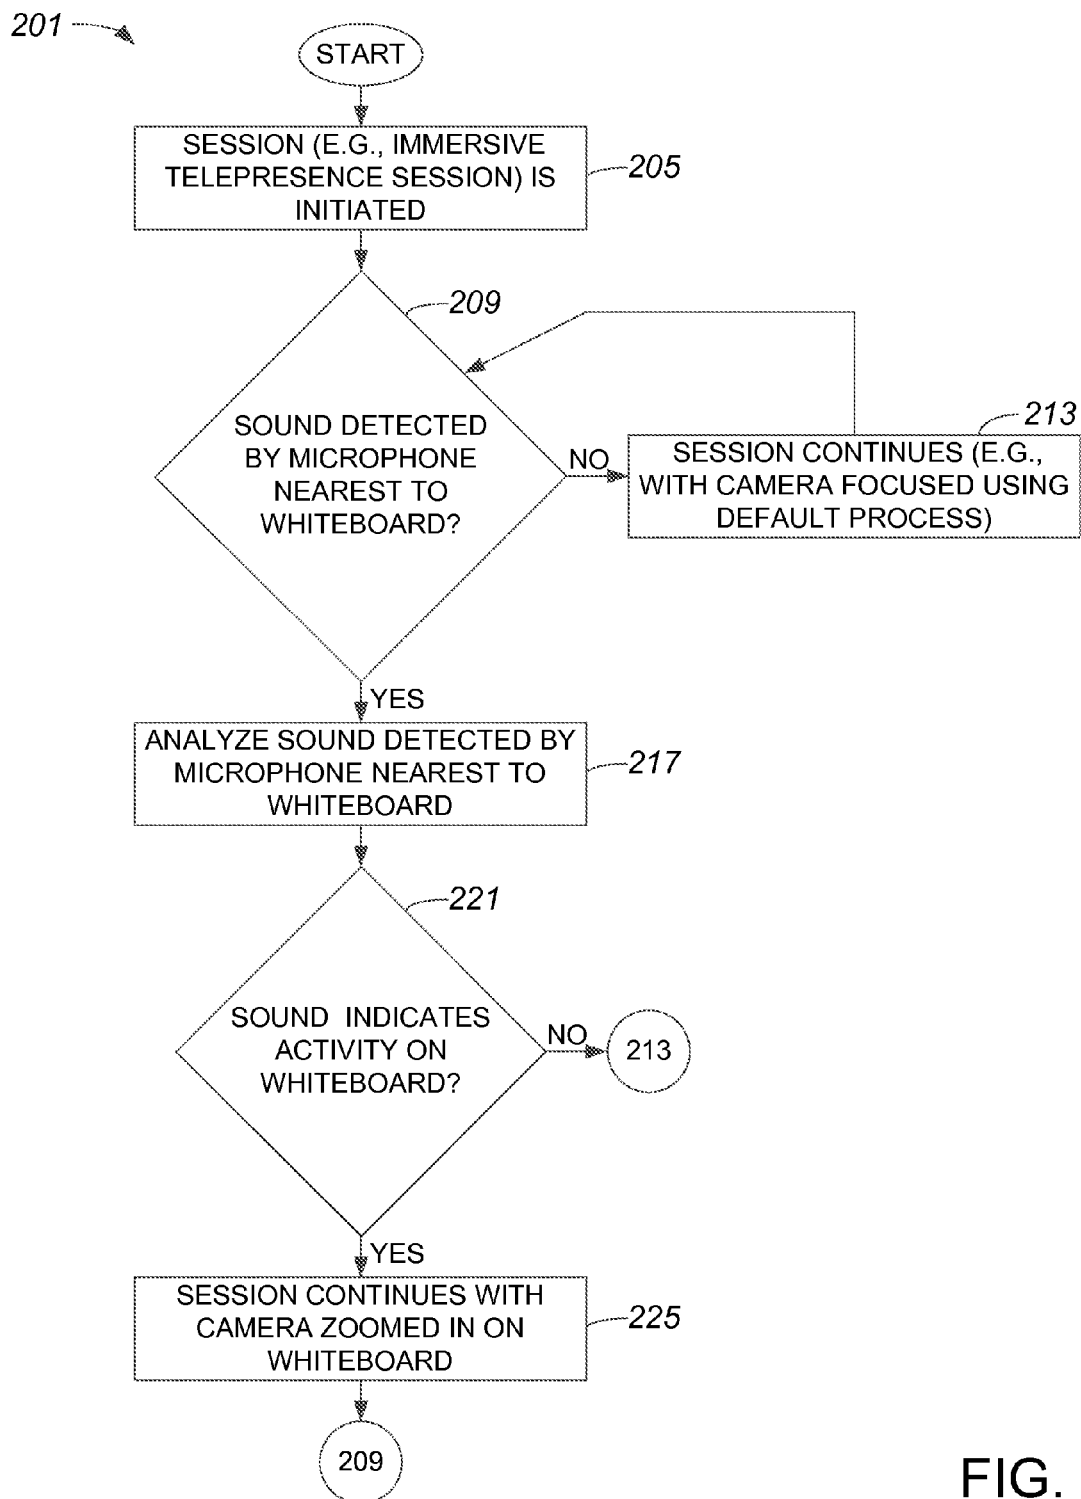 201
START
SESSION (E.G., IMMERSIVE
TELEPRESENCE SESSION) IS
INITIATED
205
209
SOUND DETECTED
BY MICROPHONE
NEAREST TO
WHITEBOARD?
NO
213
SESSION CONTINUES (E.G.,
WITH CAMERA FOCUSED USING
DEFAULT PROCESS)
YES
ANALYZE SOUND DETECTED BY
MICROPHONE NEAREST TO
WHITEBOARD
217
221
SOUND INDICATES
ACTIVITY ON
WHITEBOARD?
NO
213
YES
SESSION CONTINUES WITH
CAMERA ZOOMED IN ON
WHITEBOARD
225
209
FIG.